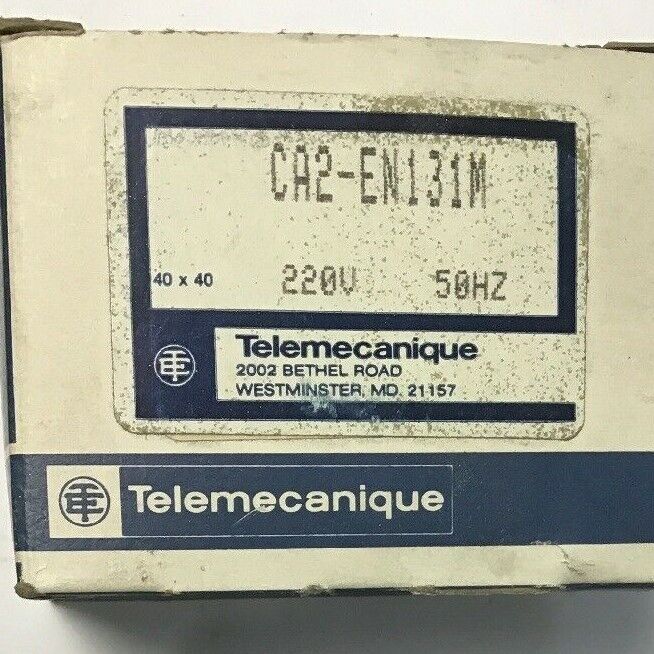 CA2-EN131M
40 x 40 220V 50HZ
Telemecanique
2002 BETHEL ROAD
WESTMINSTER, MD. 21157
Telemecanique